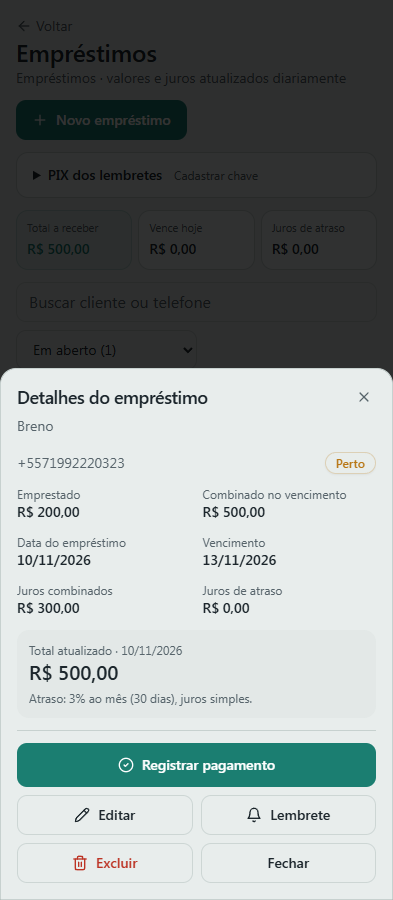 Voltar
Empréstimos
Empréstimos · valores e juros atualizados diariamente
Novo empréstimo
PIX dos lembretes Cadastrar chave
Total a receber Vence hoje Juros de atraso
R$ 500,00 R$ 0,00 R$ 0,00
Buscar cliente ou telefone
Em aberto (1)
Detalhes do empréstimo
Breno
+5571992220323 Perto
Emprestado Combinado no vencimento
R$ 200,00 R$ 500,00
Data do empréstimo Vencimento
10/11/2026 13/11/2026
Juros combinados Juros de atraso
R$ 300,00 R$ 0,00
Total atualizado · 10/11/2026
R$ 500,00
Atraso: 3% ao mês (30 dias), juros simples.
Registrar pagamento
Editar Lembrete
Excluir Fechar